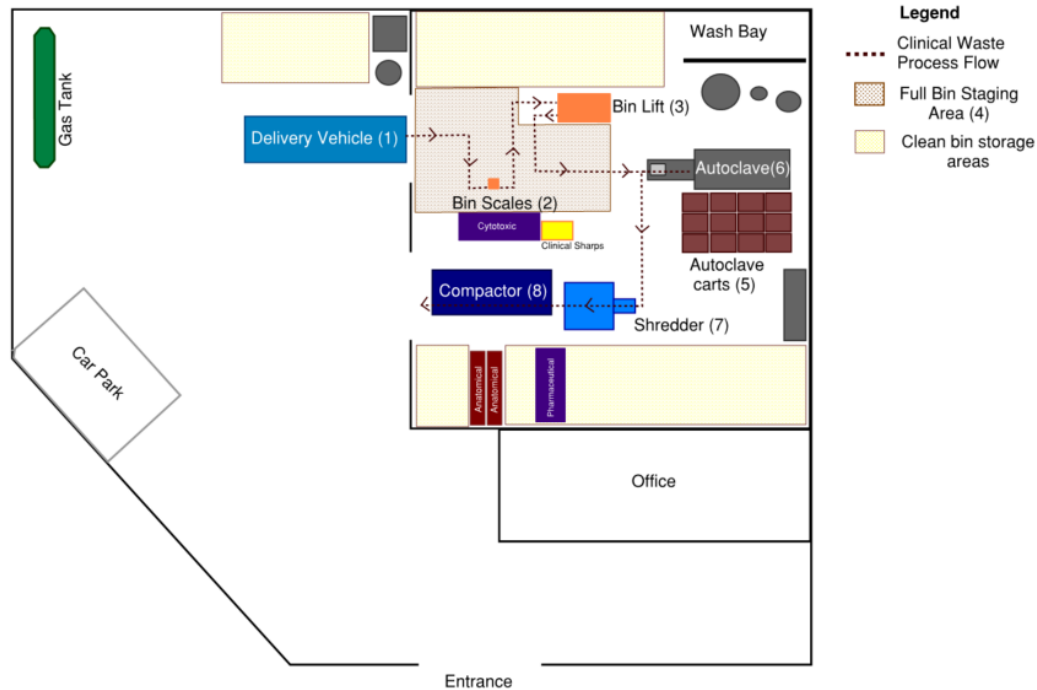 Gas Tank
Delivery Vehicle (1)
Wash Bay
Bin Lift (3)
Autoclave(6)
Bin Scales (2)
Cytotoxic
Clinical Sharps
Autoclave
carts (5)
Compactor (8)
Shredder (7)
Car Park
Anatomical
Anatomical
Pharmaceutical
Office
Entrance
Legend
Clinical Waste
Process Flow
Full Bin Staging
Area (4)
Clean bin storage
areas